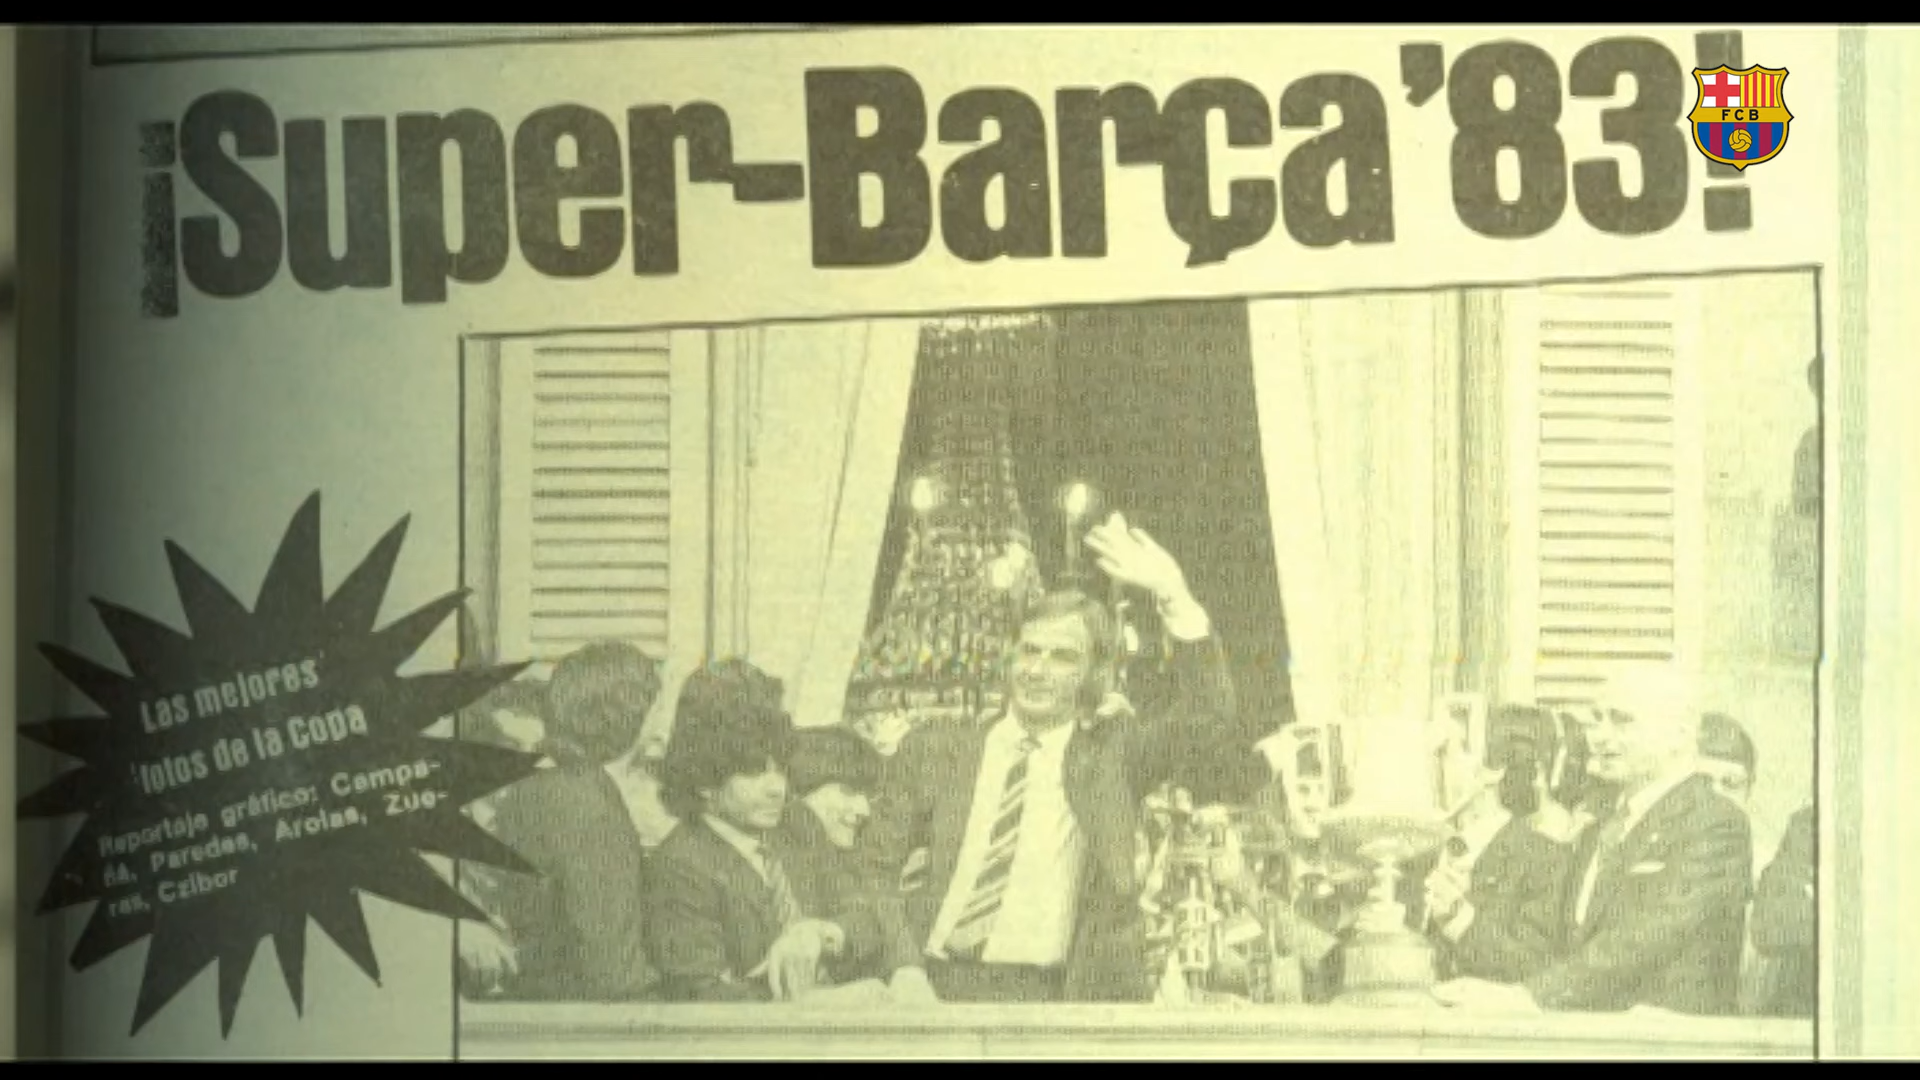 ¡Super-Barça '83!
FCB
Las mejores
fotos de la Copa
Reportaje gráfico: Campa-
ñá, Paredes, Arolas, Zue-
ras, Czibor